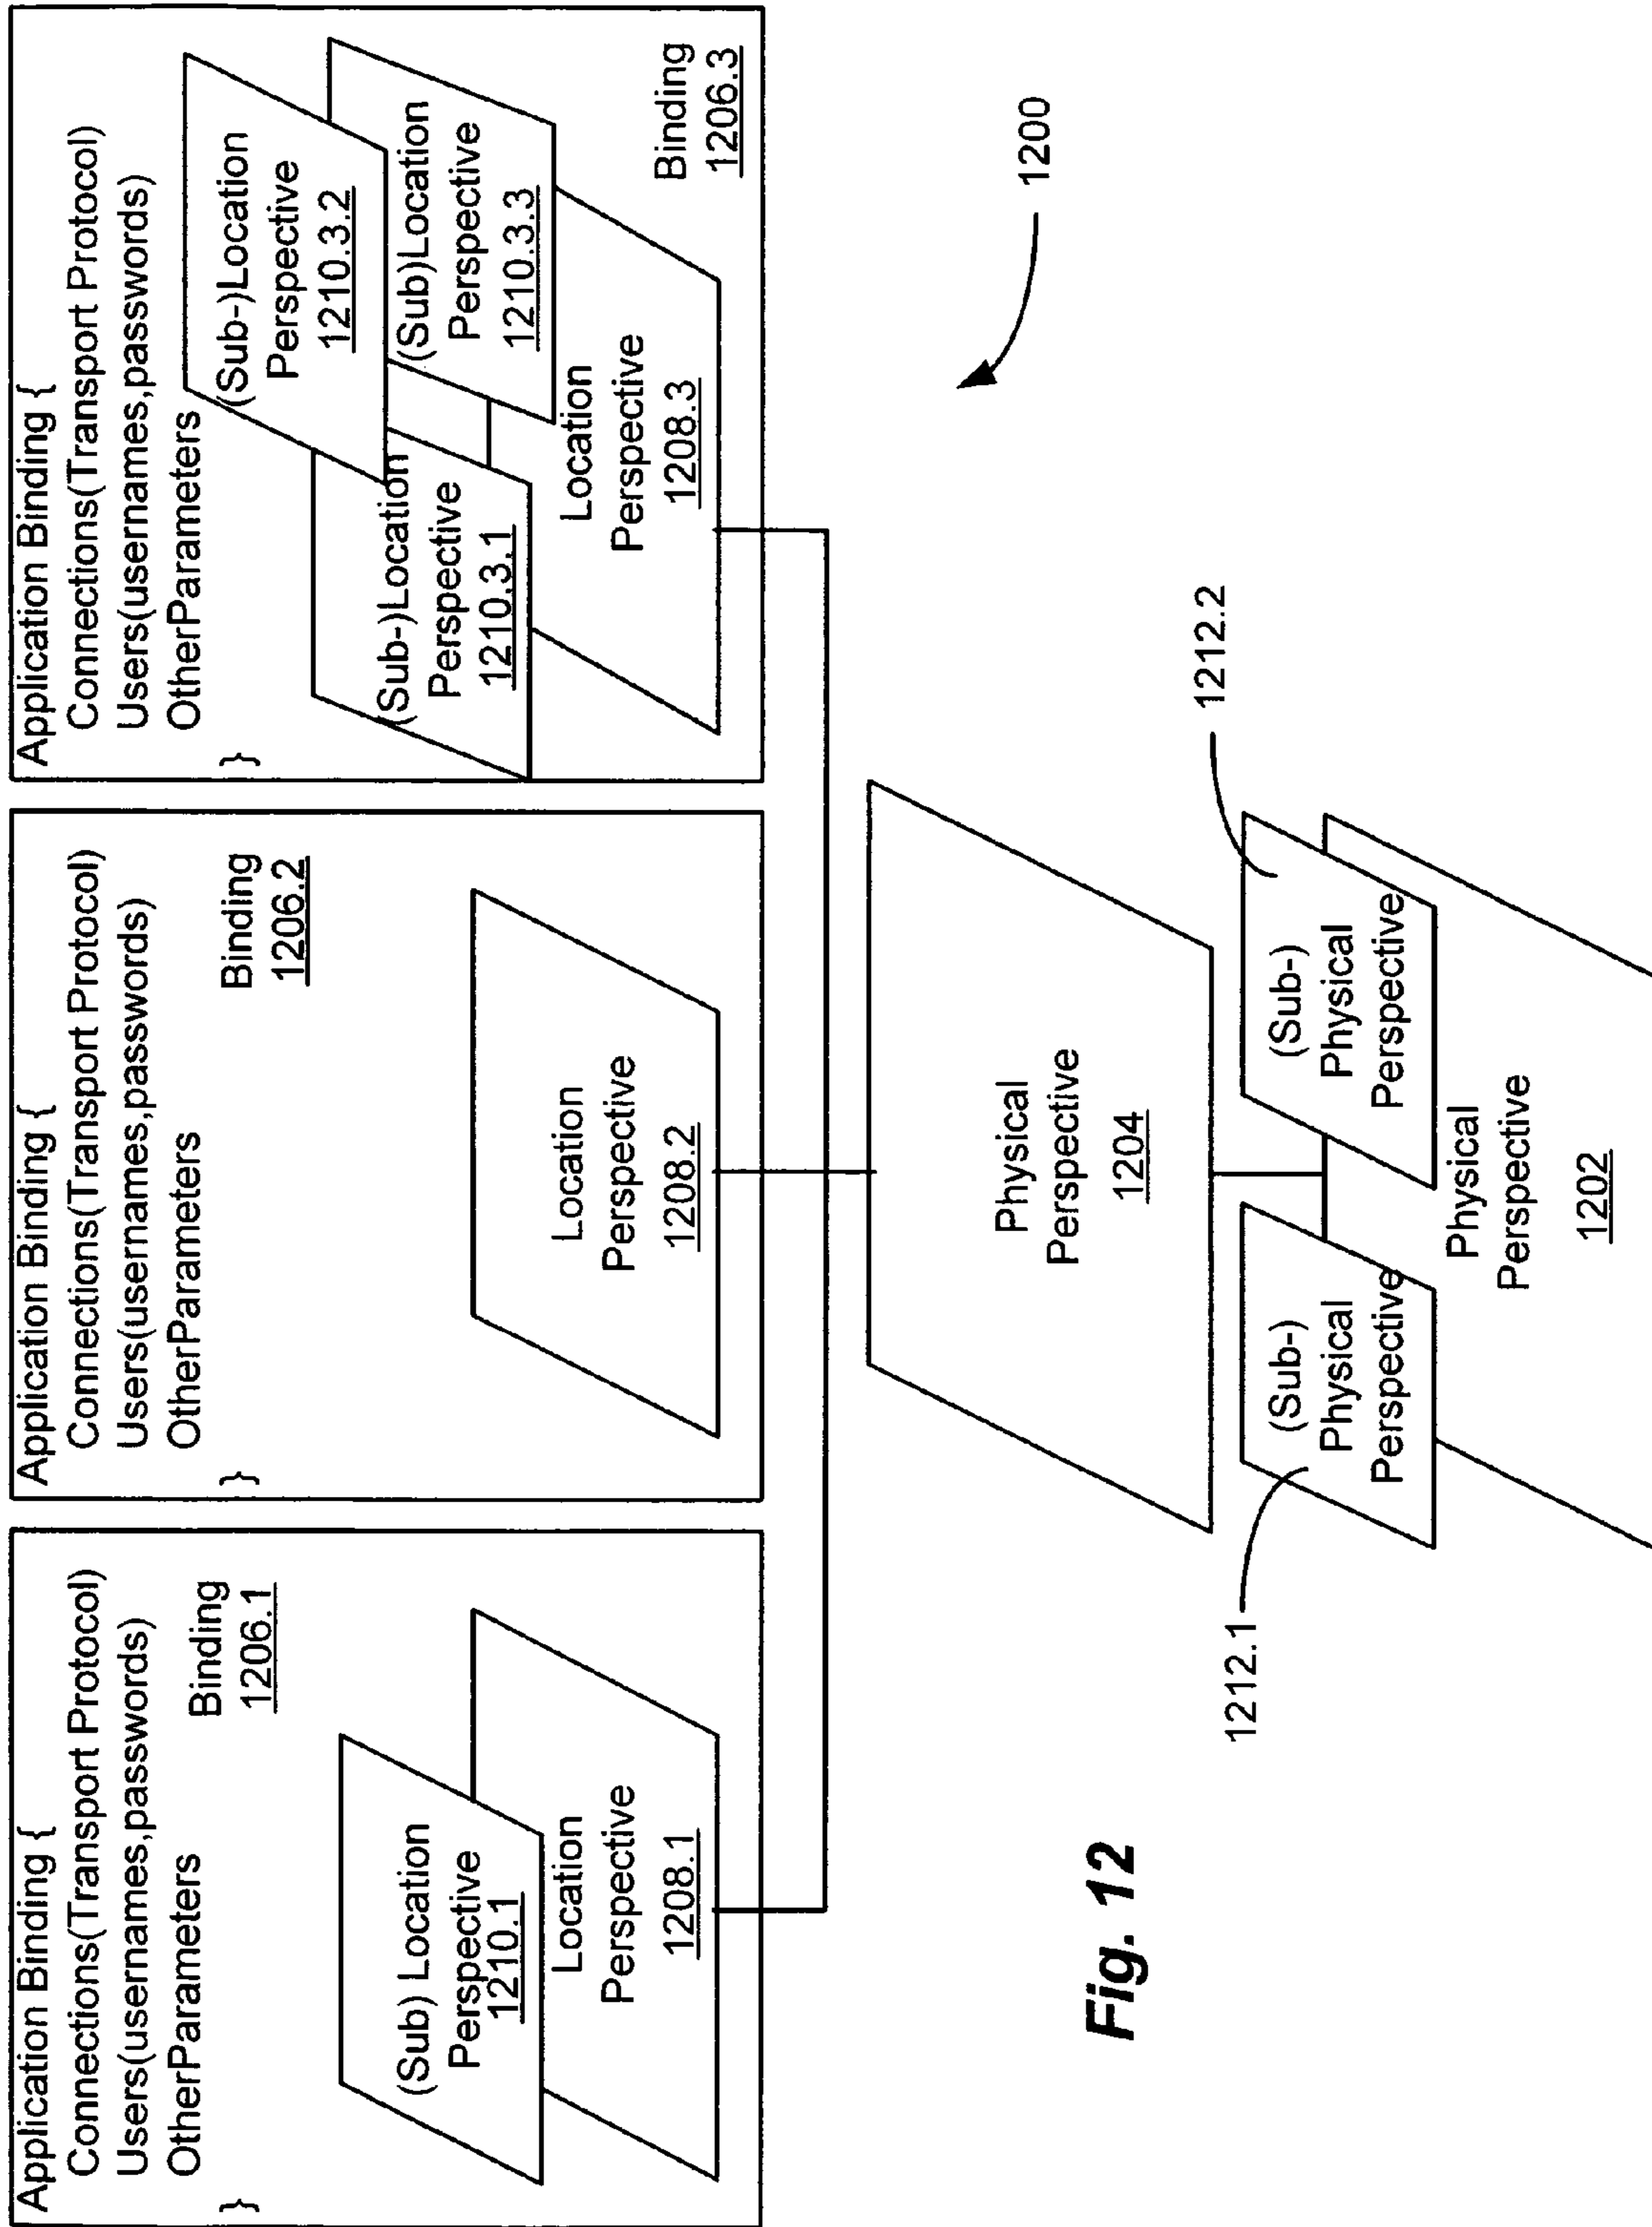 Application Binding {
Connections(Transport Protocol)
Users(usernames,passwords)
OtherParameters
}
Binding
1206.1
(Sub) Location
Perspective
1210.1
Location
Perspective
1208.1
Application Binding {
Connections(Transport Protocol)
Users(usernames,passwords)
OtherParameters
}
Binding
1206.2
Location
Perspective
1208.2
Application Binding {
Connections(Transport Protocol)
Users(usernames,passwords)
OtherParameters
}
(Sub-)Location
Perspective
1210.3.2
(Sub)Location
Perspective
1210.3.3
(Sub-)Location
Perspective
1210.3.1
Location
Perspective
1208.3
Binding
1206.3
Physical
Perspective
1204
1200
1212.1
(Sub-)
Physical
Perspective
1212.2
(Sub-)
Physical
Perspective
Physical
Perspective
1202
Fig. 12